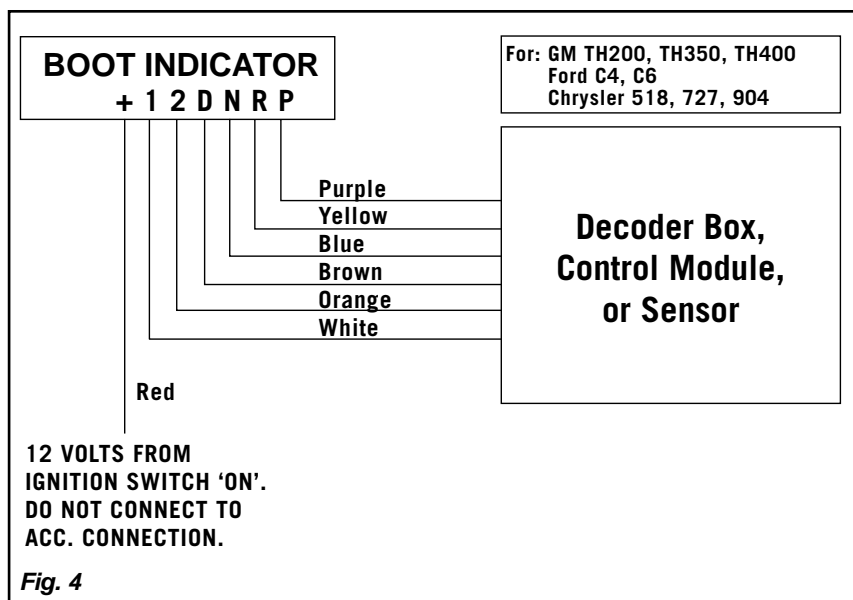 BOOT INDICATOR
+ 1 2 D N R P
For: GM TH200, TH350, TH400
Ford C4, C6
Chrysler 518, 727, 904
Purple
Yellow
Blue
Brown
Orange
White
Decoder Box,
Control Module,
or Sensor
Red
12 VOLTS FROM
IGNITION SWITCH ‘ON’.
DO NOT CONNECT TO
ACC. CONNECTION.
Fig. 4